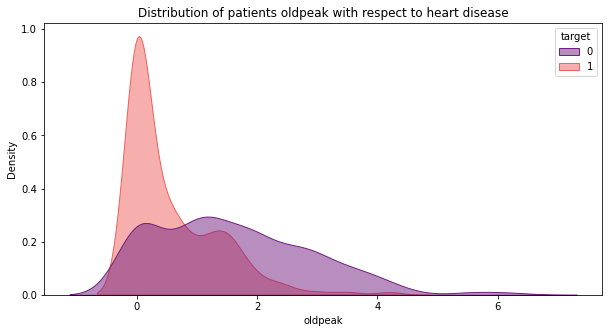 Distribution of patients oldpeak with respect to heart disease
target
0
1
Density
1.0
0.8
0.6
0.4
0.2
0.0
0 2 4 6
oldpeak